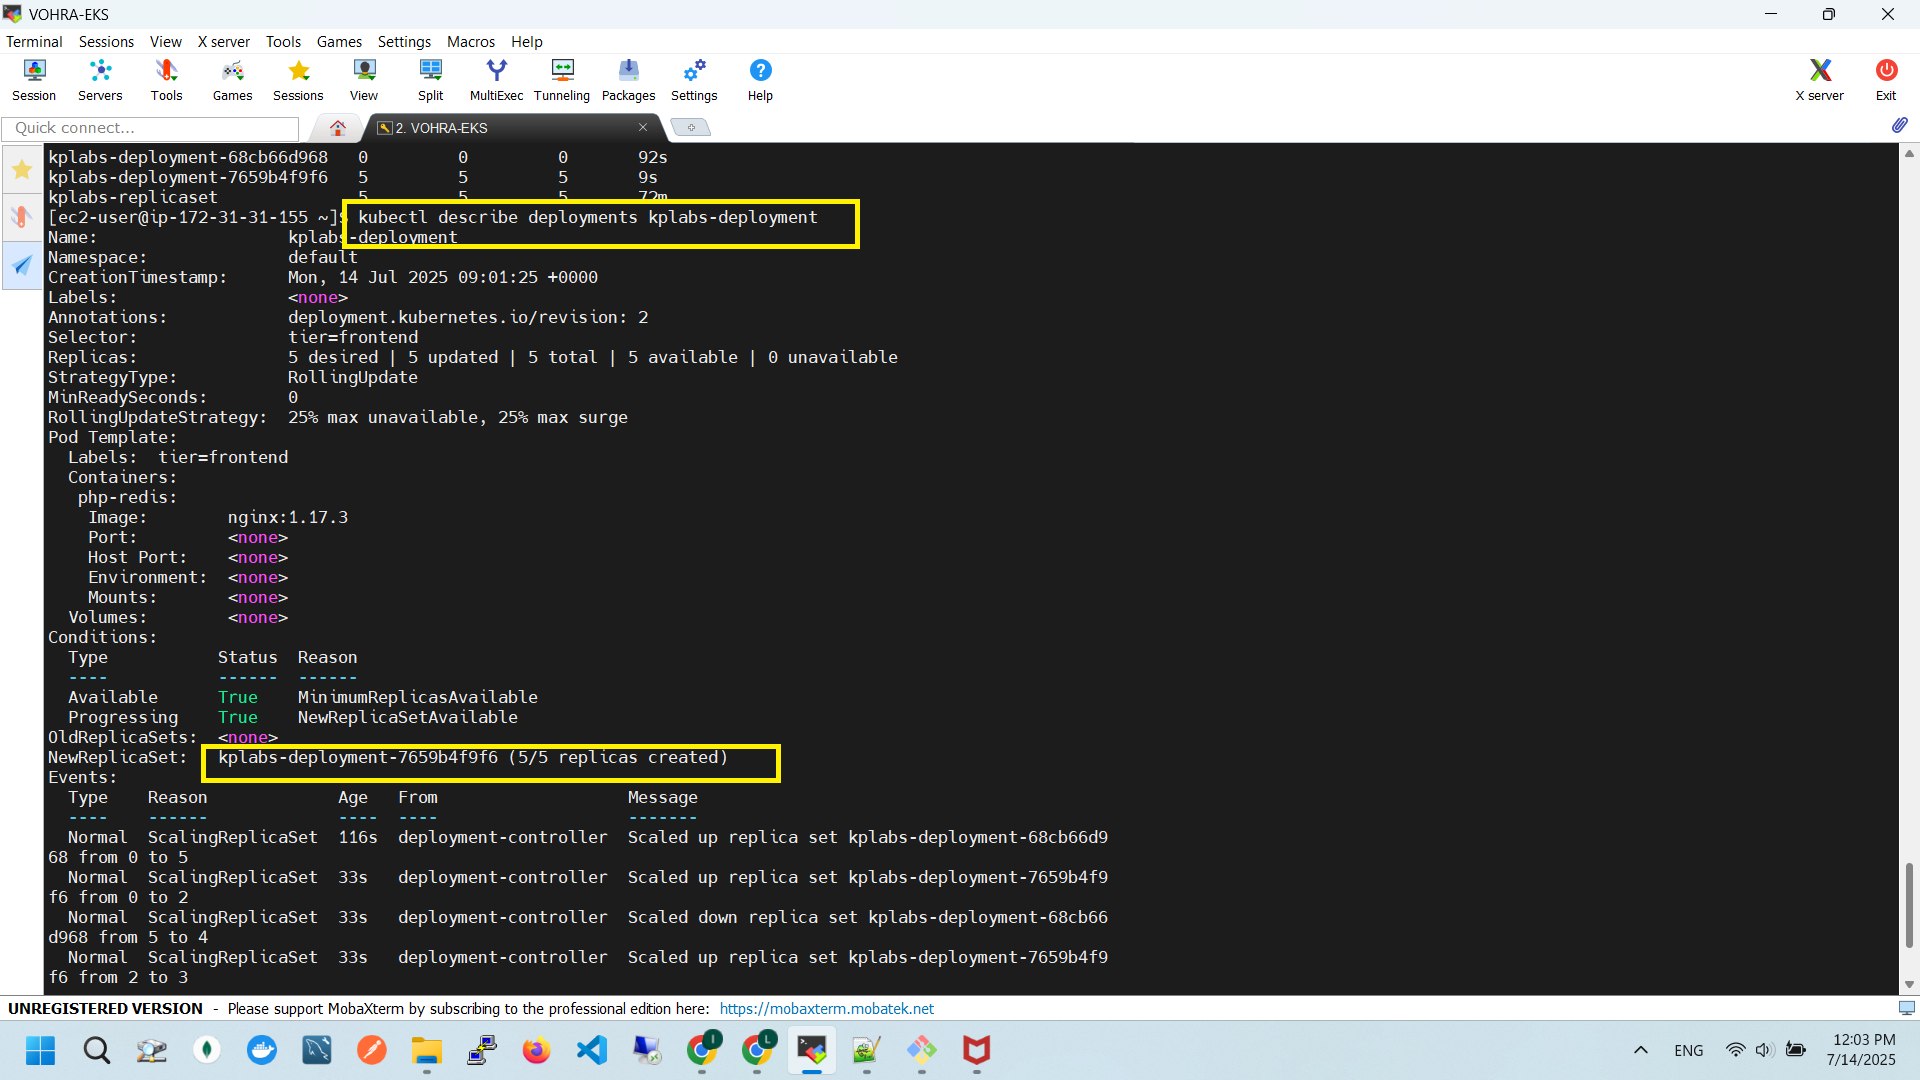 VOHRA-EKS
Terminal Sessions View X server Tools Games Settings Macros Help
Session Servers Tools Games Sessions View Split MultiExec Tunneling Packages Settings Help X server Exit
Quick connect... 2. VOHRA-EKS
kplabs-deployment-68cb66d968 0 0 0 92s
kplabs-deployment-7659b4f9f6 5 5 5 9s
kplabs-replicaset 5 5 5 72m
[ec2-user@ip-172-31-31-155 ~]$ kubectl describe deployments kplabs-deployment
Name: kplabs-deployment
Namespace: default
CreationTimestamp: Mon, 14 Jul 2025 09:01:25 +0000
Labels: <none>
Annotations: deployment.kubernetes.io/revision: 2
Selector: tier=frontend
Replicas: 5 desired | 5 updated | 5 total | 5 available | 0 unavailable
StrategyType: RollingUpdate
MinReadySeconds: 0
RollingUpdateStrategy: 25% max unavailable, 25% max surge
Pod Template:
Labels: tier=frontend
Containers:
php-redis:
Image: nginx:1.17.3
Port: <none>
Host Port: <none>
Environment: <none>
Mounts: <none>
Volumes: <none>
Conditions:
Type Status Reason
---- ------ ------
Available True MinimumReplicasAvailable
Progressing True NewReplicaSetAvailable
OldReplicaSets: <none>
NewReplicaSet: kplabs-deployment-7659b4f9f6 (5/5 replicas created)
Events:
Type Reason Age From Message
---- ------ ---- ---- -------
Normal ScalingReplicaSet 116s deployment-controller Scaled up replica set kplabs-deployment-68cb66d9
68 from 0 to 5
Normal ScalingReplicaSet 33s deployment-controller Scaled up replica set kplabs-deployment-7659b4f9
f6 from 0 to 2
Normal ScalingReplicaSet 33s deployment-controller Scaled down replica set kplabs-deployment-68cb66
d968 from 5 to 4
Normal ScalingReplicaSet 33s deployment-controller Scaled up replica set kplabs-deployment-7659b4f9
f6 from 2 to 3
UNREGISTERED VERSION - Please support MobaXterm by subscribing to the professional edition here: https://mobaxterm.mobatek.net
I L ENG 12:03 PM
7/14/2025